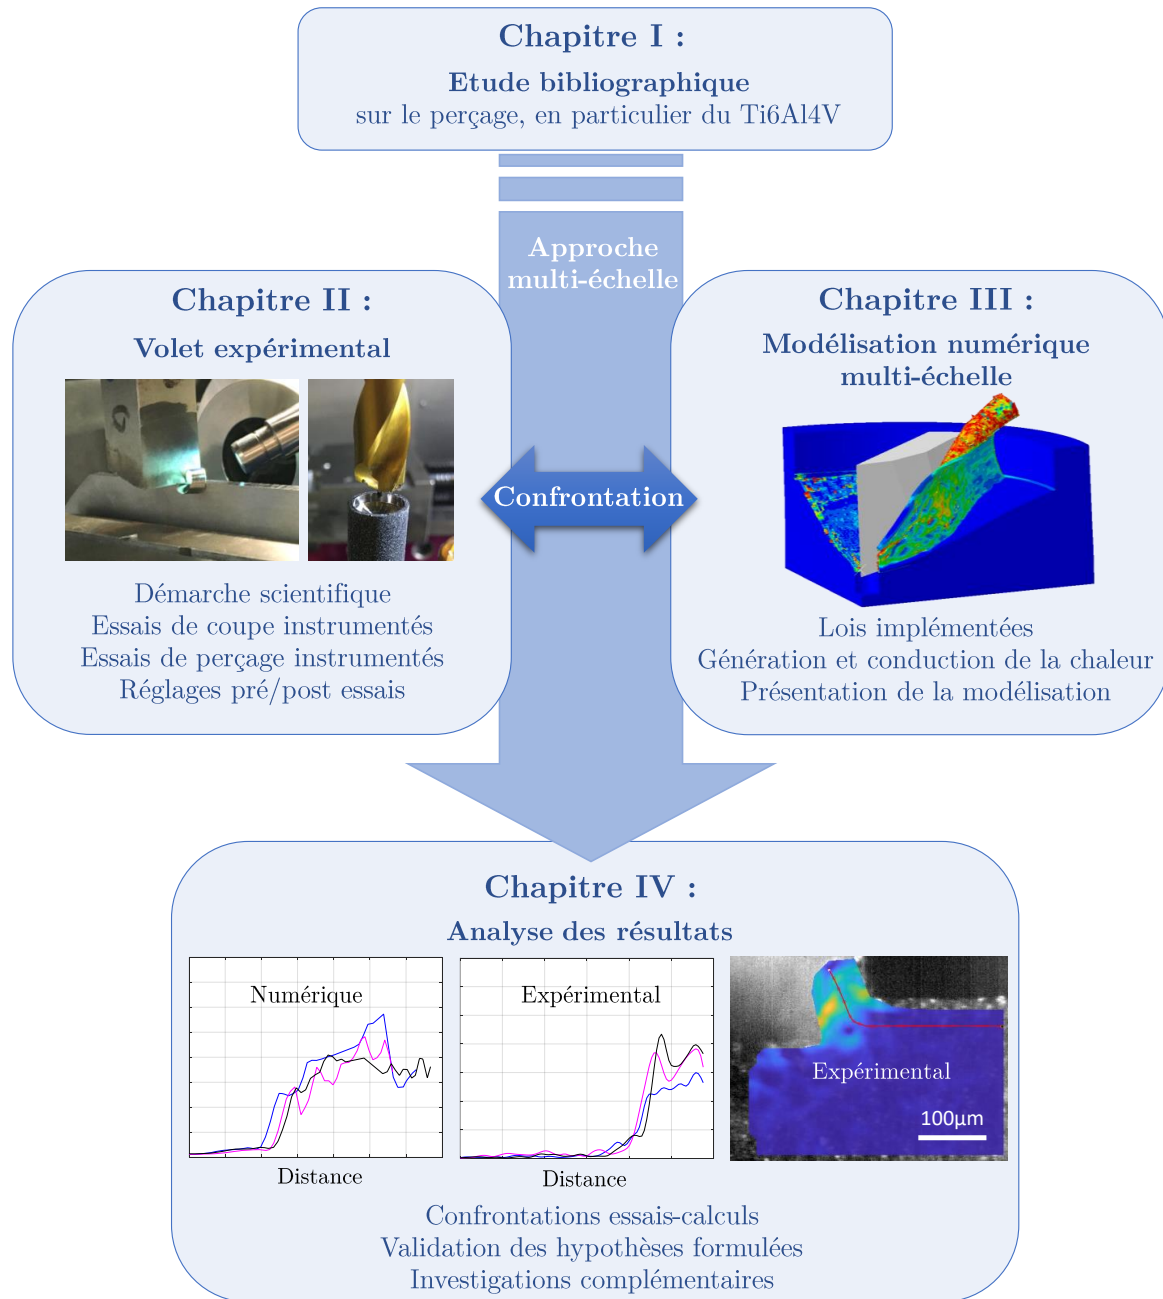 Chapitre I :
Etude bibliographique
sur le perçage, en particulier du Ti6Al4V
Approche
multi-échelle
Chapitre II :
Volet expérimental
Démarche scientifique
Essais de coupe instrumentés
Essais de perçage instrumentés
Réglages pré/post essais
Confrontation
Chapitre III :
Modélisation numérique
multi-échelle
Lois implémentées
Génération et conduction de la chaleur
Présentation de la modélisation
Chapitre IV :
Analyse des résultats
Numérique
Distance
Expérimental
Distance
Expérimental
100µm
Confrontations essais-calculs
Validation des hypothèses formulées
Investigations complémentaires